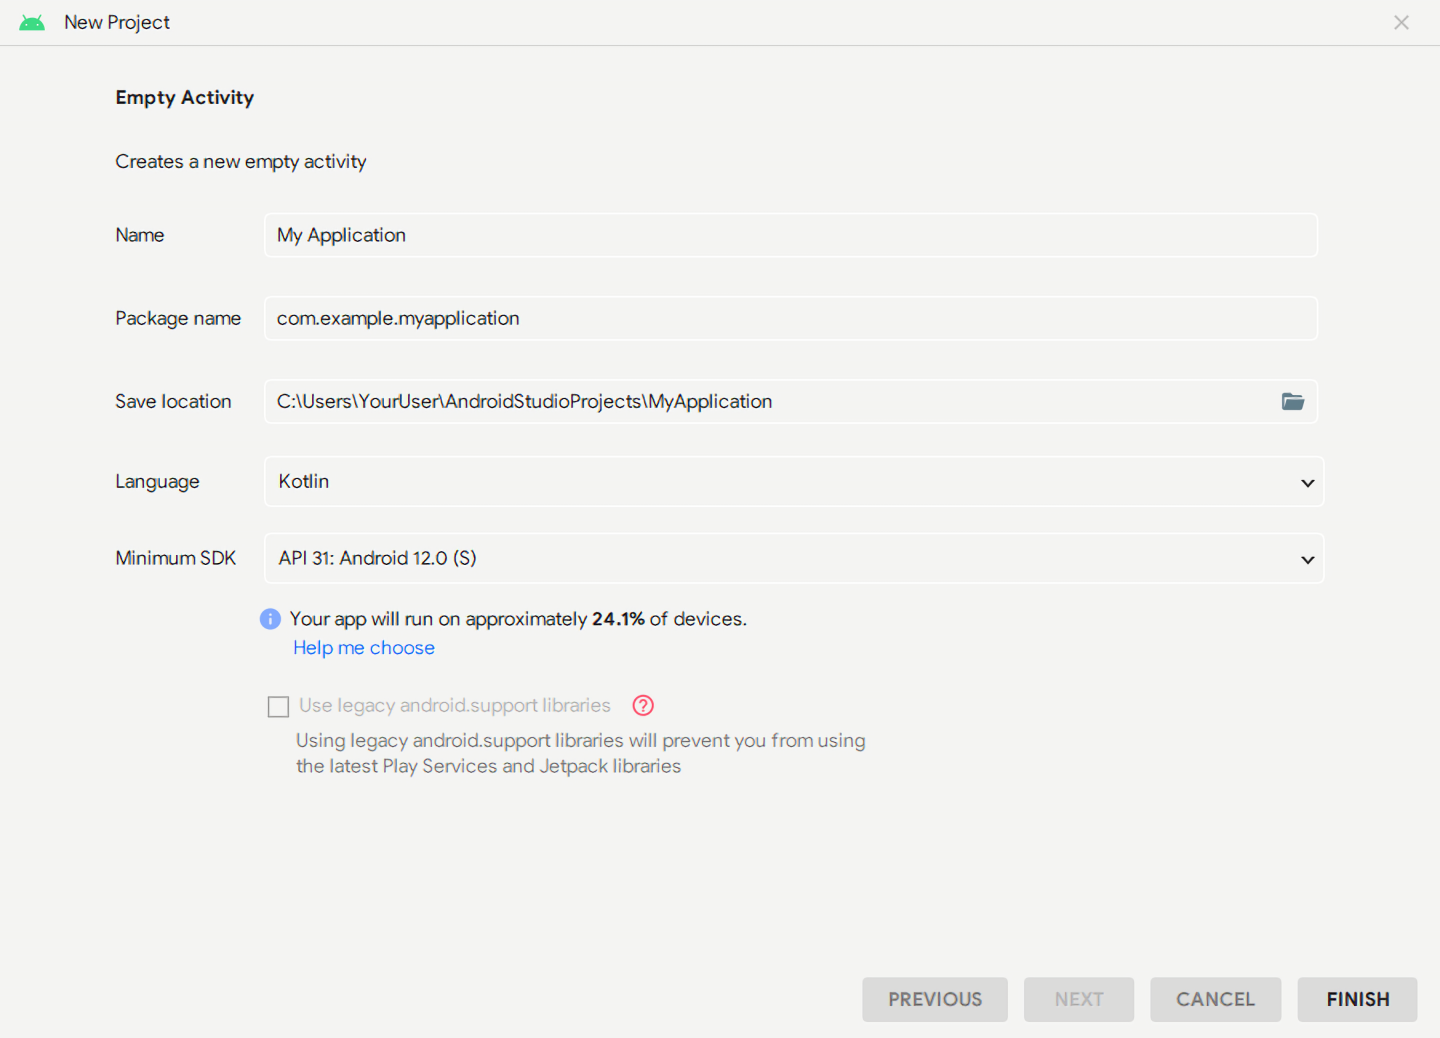 New Project
Empty Activity
Creates a new empty activity
Name My Application
Package name com.example.myapplication
Save location C:\Users\YourUser\AndroidStudioProjects\MyApplication
Language Kotlin
Minimum SDK API 31: Android 12.0 (S)
Your app will run on approximately 24.1% of devices.
Help me choose
Use legacy android.support libraries
Using legacy android.support libraries will prevent you from using
the latest Play Services and Jetpack libraries
PREVIOUS NEXT CANCEL FINISH